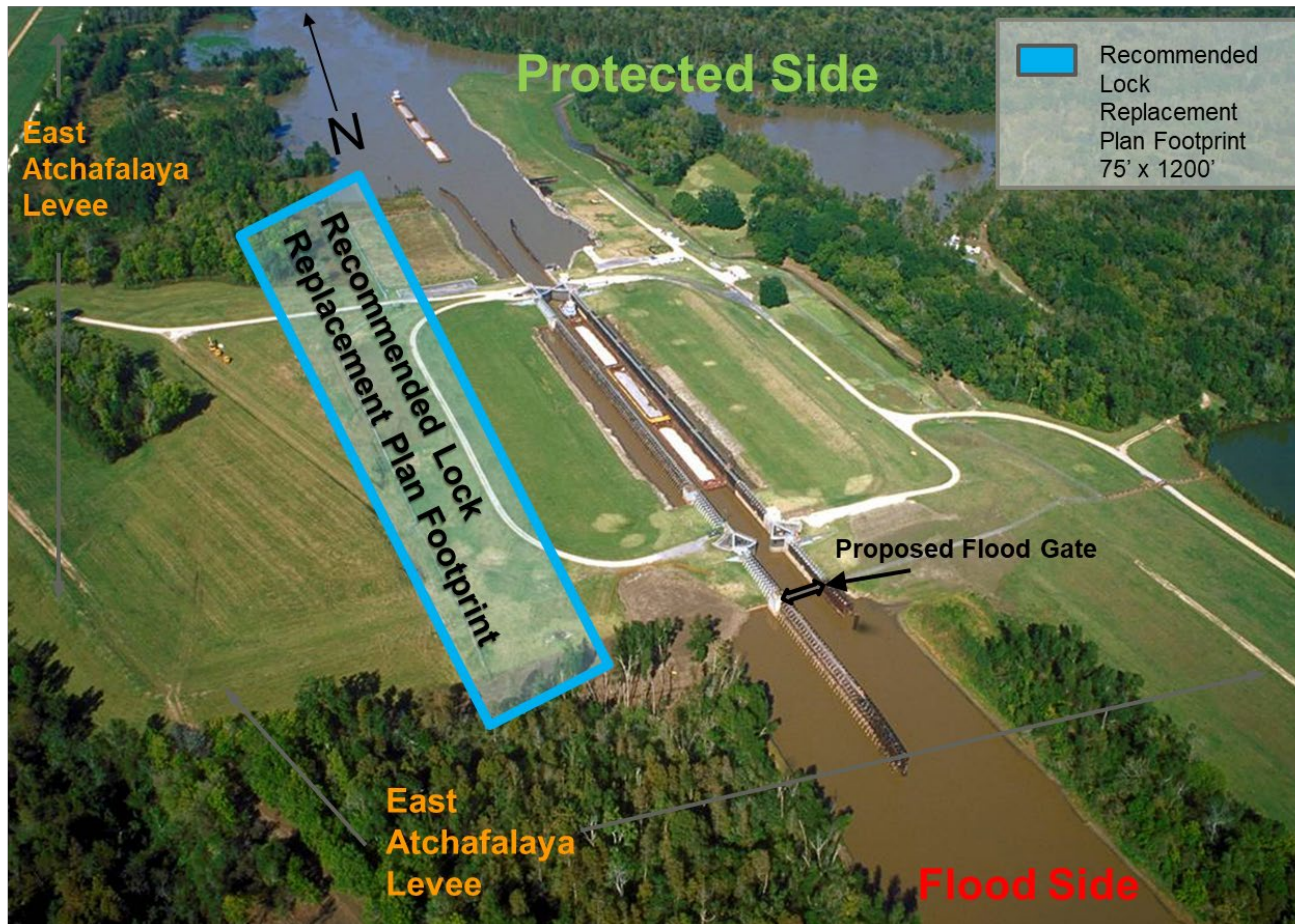 Protected Side
Recommended
Lock
Replacement
Plan Footprint
75' x 1200'
N
East
Atchafalaya
Levee
Recommended Lock
Replacement Plan Footprint
Proposed Flood Gate
East
Atchafalaya
Levee
Flood Side